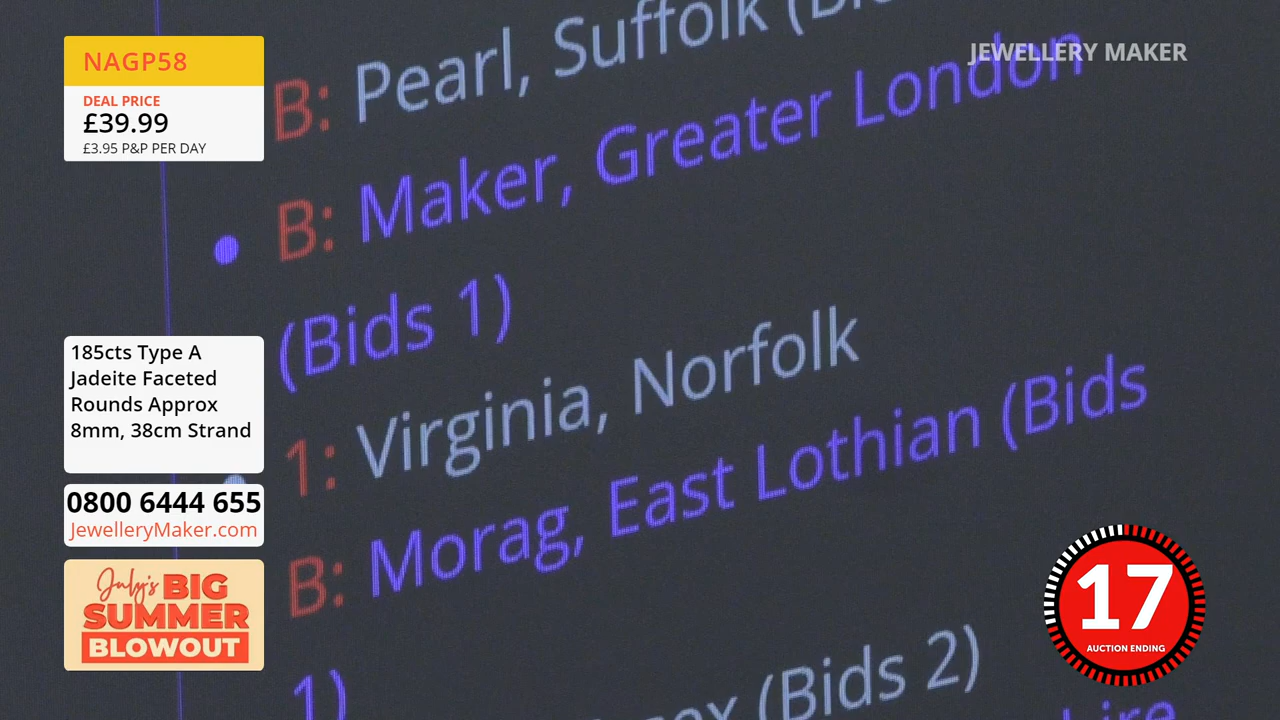 NAGP58
DEAL PRICE
£39.99
£3.95 P&P PER DAY
JEWELLERY MAKER
B: Pearl, Suffolk
B: Maker, Greater London
(Bids 1)
1: Virginia, Norfolk
B: Morag, East Lothian (Bids
1)
(Bids 2)
185cts Type A
Jadeite Faceted
Rounds Approx
8mm, 38cm Strand
0800 6444 655
JewelleryMaker.com
July's BIG
SUMMER
BLOWOUT
17
AUCTION ENDING